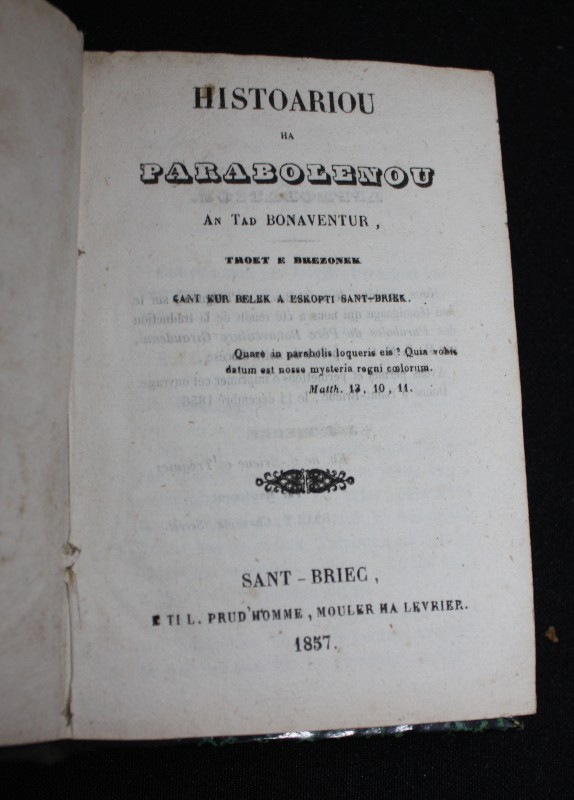 HISTOARIOU
HA
PARABOLENOU
AN TAD BONAVENTUR,
TROET E BREZONEK
GANT EUR BELEK A ESKOPTI SANT-BRIEK.
Quare in parabolis loqueris eis? Quia vobis
datum est nosse mysteria regni cœlorum.
Matth. 13, 10, 11.
SANT-BRIEC,
E TI L. PRUD'HOMME, MOULER HA LEVRIER.
1857.